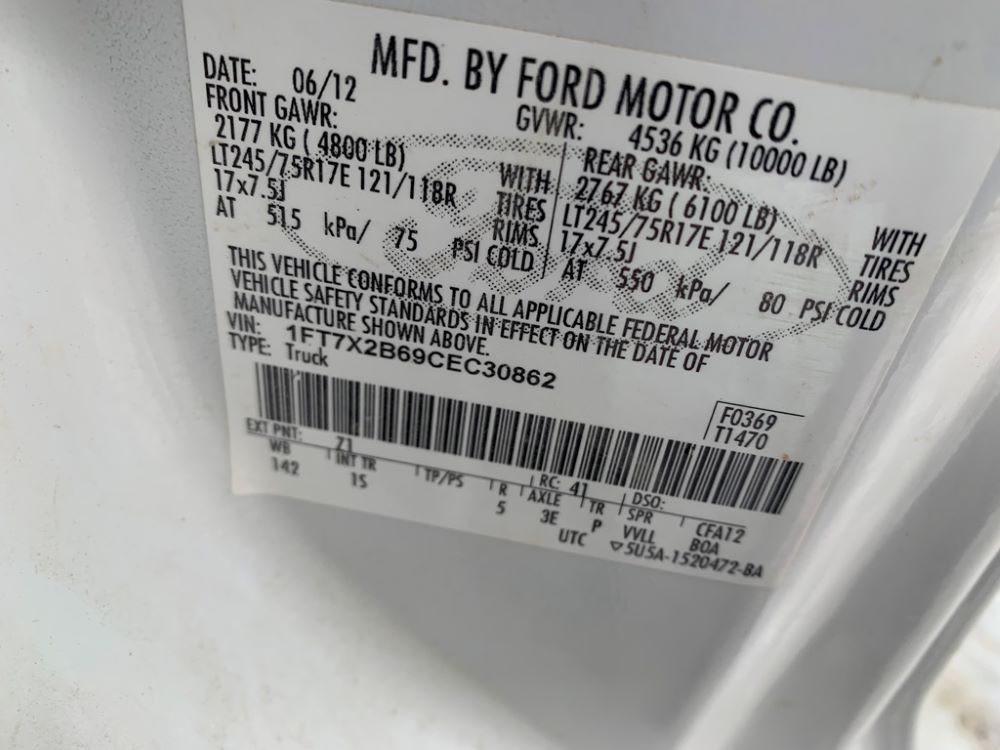 MFD. BY FORD MOTOR CO.
DATE: 06/12 GVWR: 4536 KG (10000 LB)
FRONT GAWR: REAR GAWR:
2177 KG ( 4800 LB) WITH 2767 KG ( 6100 LB) WITH
LT245/75R17E 121/118R TIRES LT245/75R17E 121/118R TIRES
17x7.5J RIMS 17x7.5J RIMS
AT 515 kPa/ 75 PSI COLD AT 550 kPa/ 80 PSI COLD
THIS VEHICLE CONFORMS TO ALL APPLICABLE FEDERAL MOTOR
VEHICLE SAFETY STANDARDS IN EFFECT ON THE DATE OF
MANUFACTURE SHOWN ABOVE.
VIN: 1FT7X2B69CEC30862
TYPE: Truck
F0369
T1470
EXT PNT: Z1 RC: 41 DSO:
WB INT TR TP/PS R AXLE TR SPR CFA12
142 15 5 3E P VVLL BOA
UTC ▽5U5A-1520472-BA